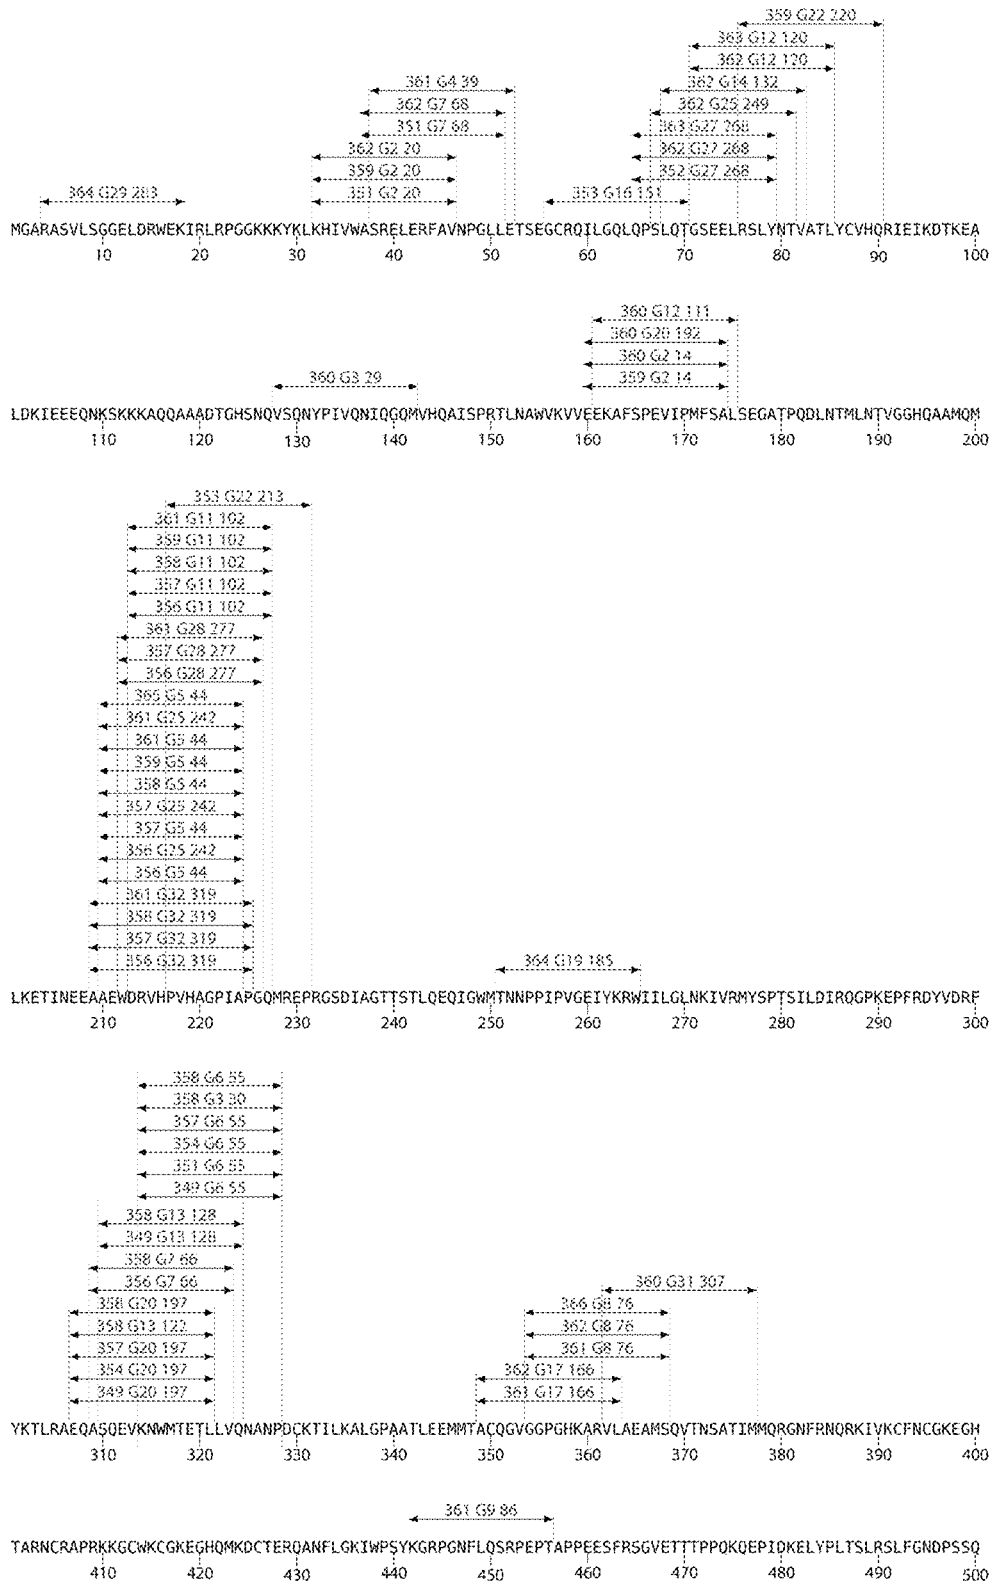 359 G22 220
363 G12 120
362 G12 120
361 G4 39
362 G14 132
362 G7 68
362 G25 249
351 G7 68
363 G27 268
362 G2 20
362 G27 268
359 G2 20
352 G27 268
364 G29 283
351 G2 20
353 G16 151
MGARASVLSGGELDRWEKIRLRPGGKKKYKLKHIVWASRELERFAVNPGLLETSEGCRQILGQLQPSLQTGSEELRSLYNTVATLYCVHQRIEIKDTKEA
10 20 30 40 50 60 70 80 90 100
360 G12 111
360 G20 192
360 G2 14
360 G3 29
359 G2 14
LDKIEEEQNKSKKKAQQAAADTGHSNQVSQNYPIVQNIQGQMVHQAISPRTLNAWVKVVEEKAFSPEVIPMFSALSEGATPQDLNTMLNTVGGHQAAMQM
110 120 130 140 150 160 170 180 190 200
353 G22 213
361 G11 102
359 G11 102
358 G11 102
357 G11 102
356 G11 102
361 G28 277
357 G28 277
356 G28 277
365 G5 44
361 G25 242
361 G5 44
359 G5 44
358 G5 44
357 G25 242
357 G5 44
356 G25 242
356 G5 44
361 G32 319
358 G32 319
357 G32 319
356 G32 319
364 G19 185
LKETINEEAAEWDRVHPVHAGPIAPGQMREPRGSDIAGTTSTLQEQIGWMTNNPPIPVGEIYKRWIILGLNKIVRMYSPTSILDIRQGPKEPFRDYVDRF
210 220 230 240 250 260 270 280 290 300
358 G6 55
358 G3 30
357 G6 55
354 G6 55
351 G6 55
349 G6 55
358 G13 128
349 G13 128
358 G7 66
356 G7 66
360 G31 307
358 G20 197
366 G8 76
358 G13 122
362 G8 76
357 G20 197
361 G8 76
354 G20 197
362 G17 166
349 G20 197
361 G17 166
YKTLRAEQASQEVKNWMTETLLVQNANPDCKTILKALGPAATLEEMMTACQGVGGPGHKARVLAEAMSQVTNSATIMMQRGNFRNQRKIVKCFNCGKEGH
310 320 330 340 350 360 370 380 390 400
361 G9 86
TARNCRAPRKKGCWKCGKEGHQMKDCTERQANFLGKIWPSYKGRPGNFLQSRPEPTAPPEESFRSGVETTTPPQKQEPIDKELYPLTSLRSLFGNDPSSQ
410 420 430 440 450 460 470 480 490 500